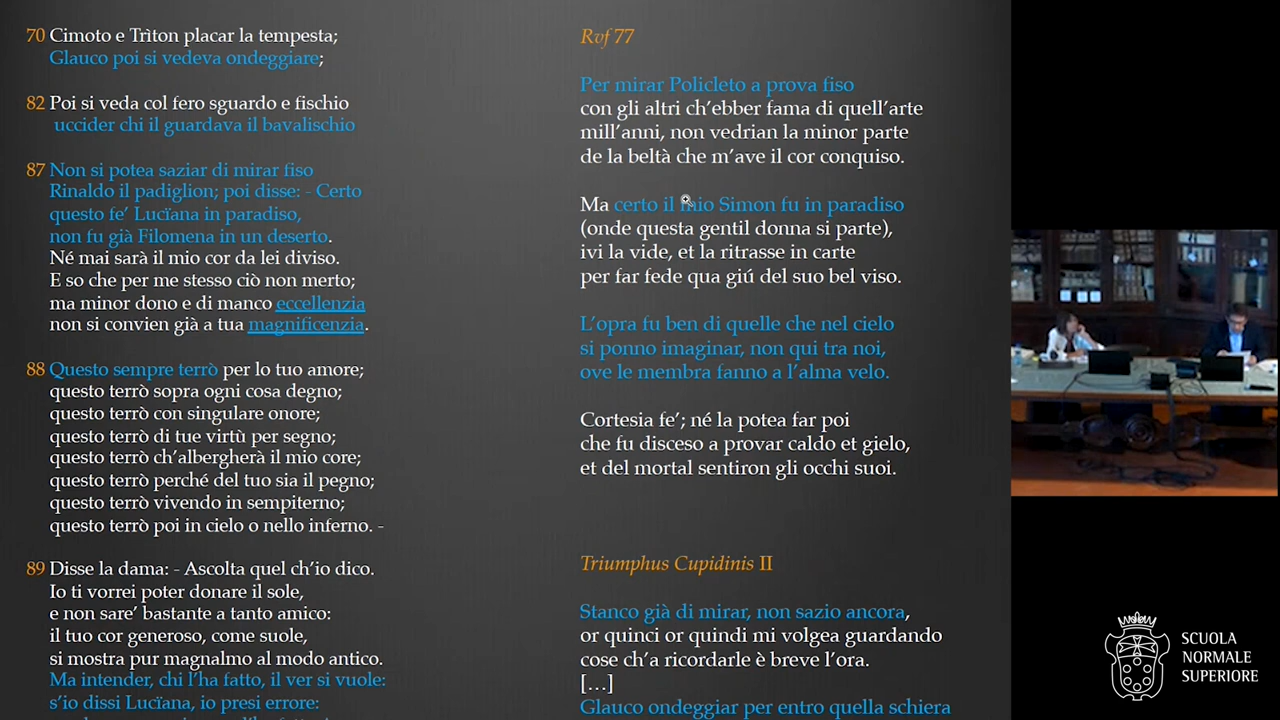 70 Cimoto e Trìton placar la tempesta;
Glauco poi si vedeva ondeggiare;
82 Poi si veda col fero sguardo e fischio
uccider chi il guardava il bavalischio
87 Non si potea saziar di mirar fiso
Rinaldo il padiglion; poi disse: - Certo
questo fe’ Lucïana in paradiso,
non fu già Filomena in un deserto.
Né mai sarà il mio cor da lei diviso.
E so che per me stesso ciò non merto;
ma minor dono e di manco eccellenzia
non si convien già a tua magnificenzia.
88 Questo sempre terrò per lo tuo amore;
questo terrò sopra ogni cosa degno;
questo terrò con singulare onore;
questo terrò di tue virtù per segno;
questo terrò ch’albergherà il mio core;
questo terrò perché del tuo sia il pegno;
questo terrò vivendo in sempiterno;
questo terrò poi in cielo o nello inferno. -
89 Disse la dama: - Ascolta quel ch’io dico.
Io ti vorrei poter donare il sole,
e non sare’ bastante a tanto amico:
il tuo cor generoso, come suole,
si mostra pur magnalmo al modo antico.
Ma intender, chi l’ha fatto, il ver si vuole:
s’io dissi Lucïana, io presi errore:
Rvf 77
Per mirar Policleto a prova fiso
con gli altri ch’ebber fama di quell’arte
mill’anni, non vedrian la minor parte
de la beltà che m’ave il cor conquiso.
Ma certo il mio Simon fu in paradiso
(onde questa gentil donna si parte),
ivi la vide, et la ritrasse in carte
per far fede qua giú del suo bel viso.
L’opra fu ben di quelle che nel cielo
si ponno imaginar, non qui tra noi,
ove le membra fanno a l’alma velo.
Cortesia fe’; né la potea far poi
che fu disceso a provar caldo et gielo,
et del mortal sentiron gli occhi suoi.
Triumphus Cupidinis II
Stanco già di mirar, non sazio ancora,
or quinci or quindi mi volgea guardando
cose ch’a ricordarle è breve l’ora.
[…]
Glauco ondeggiar per entro quella schiera
SCUOLA
NORMALE
SUPERIORE